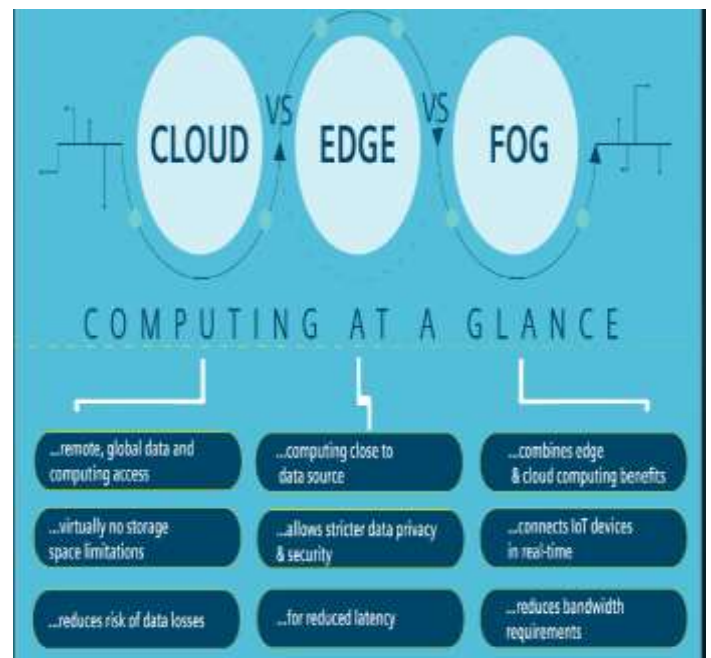 CLOUD
VS
EDGE
VS
FOG
COMPUTING AT A GLANCE
...remote, global data and
computing access
...virtually no storage
space limitations
...reduces risk of data losses
...computing close to
data source
...allows stricter data privacy
& security
...for reduced latency
...combines edge
& cloud computing benefits
...connects IoT devices
in real-time
...reduces bandwidth
requirements